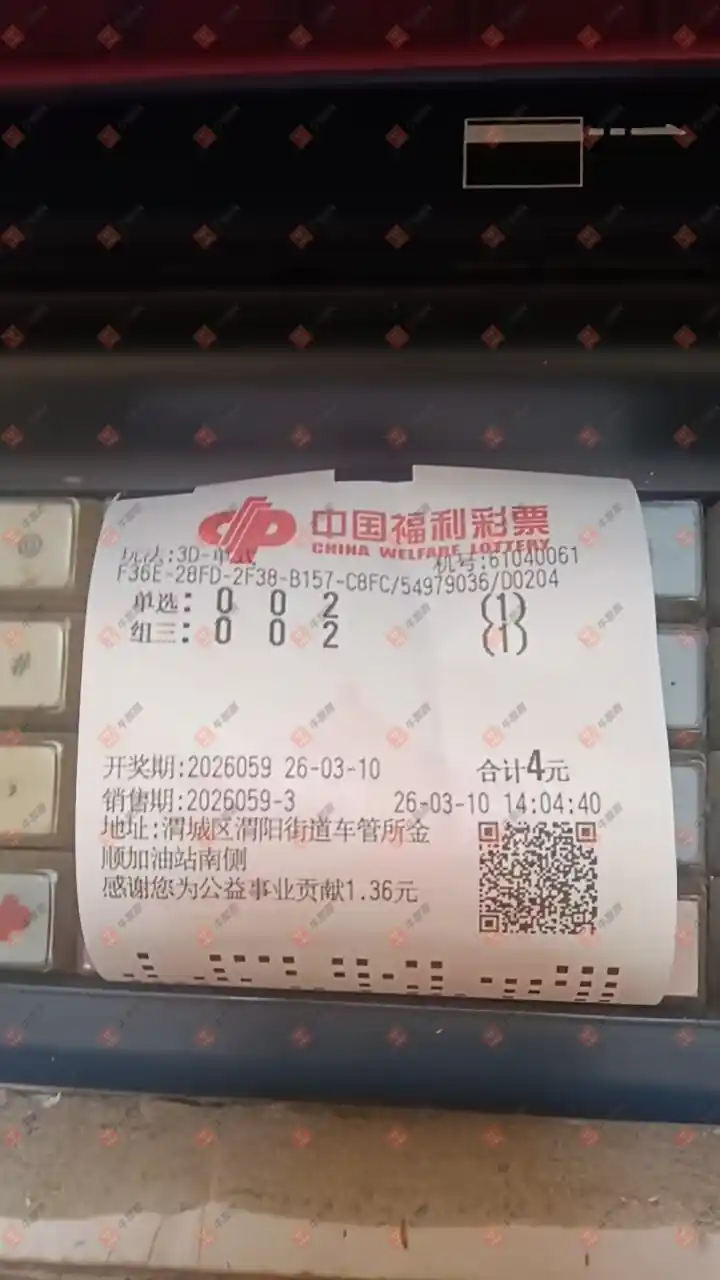 中国福利彩票
CHINA WELFARE LOTTERY
玩法:3D-单式 机号:61040061
F36E-28FD-2F38-B157-C8FC/54979036/D0204
单选: 0 0 2 (1)
组三: 0 0 2 (1)
开奖期:2026059 26-03-10 合计4元
销售期:2026059-3 26-03-10 14:04:40
地址:渭城区渭阳街道车管所金
顺加油站南侧
感谢您为公益事业贡献1.36元